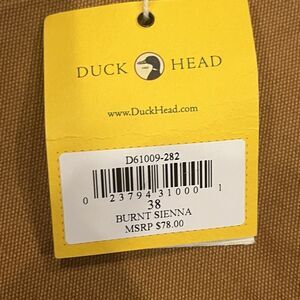 DUCK HEAD
www.DuckHead.com
D61009-282
0 23794 31000 1
38
BURNT SIENNA
MSRP $78.00